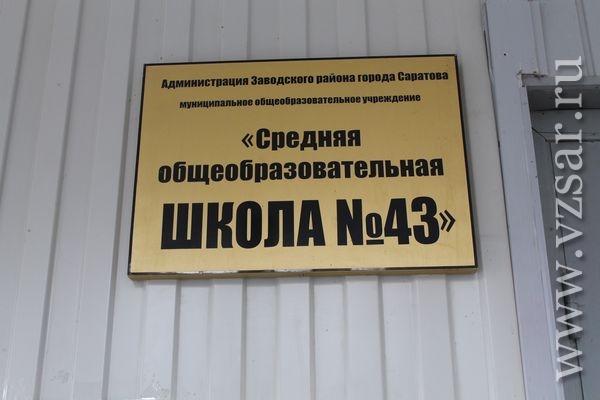 Администрация Заводского района города Саратова
муниципальное общеобразовательное учреждение
«Средняя
общеобразовательная
ШКОЛА №43»
www.vzsar.ru